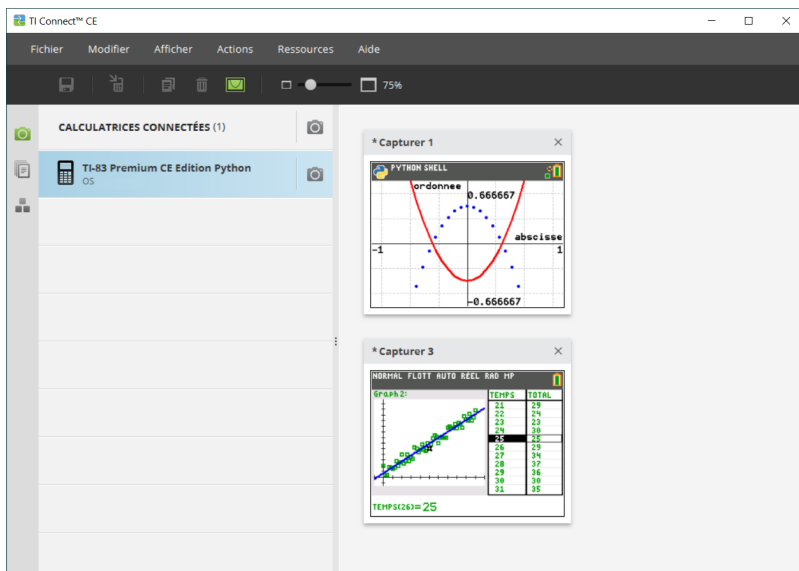 TI Connect™ CE
Fichier Modifier Afficher Actions Ressources Aide
75%
CALCULATRICES CONNECTÉES (1)
TI-83 Premium CE Edition Python
OS
* Capturer 1
PYTHON SHELL
ordonnee
0.666667
abscisse
-1 1
-0.666667
* Capturer 3
NORMAL FLOTT AUTO RÉEL RAD MP
Graph2:
TEMPS TOTAL
21 29
22 24
23 23
24 30
25 25
26 29
27 34
28 37
29 36
30 30
31 35
TEMPS(26)=25